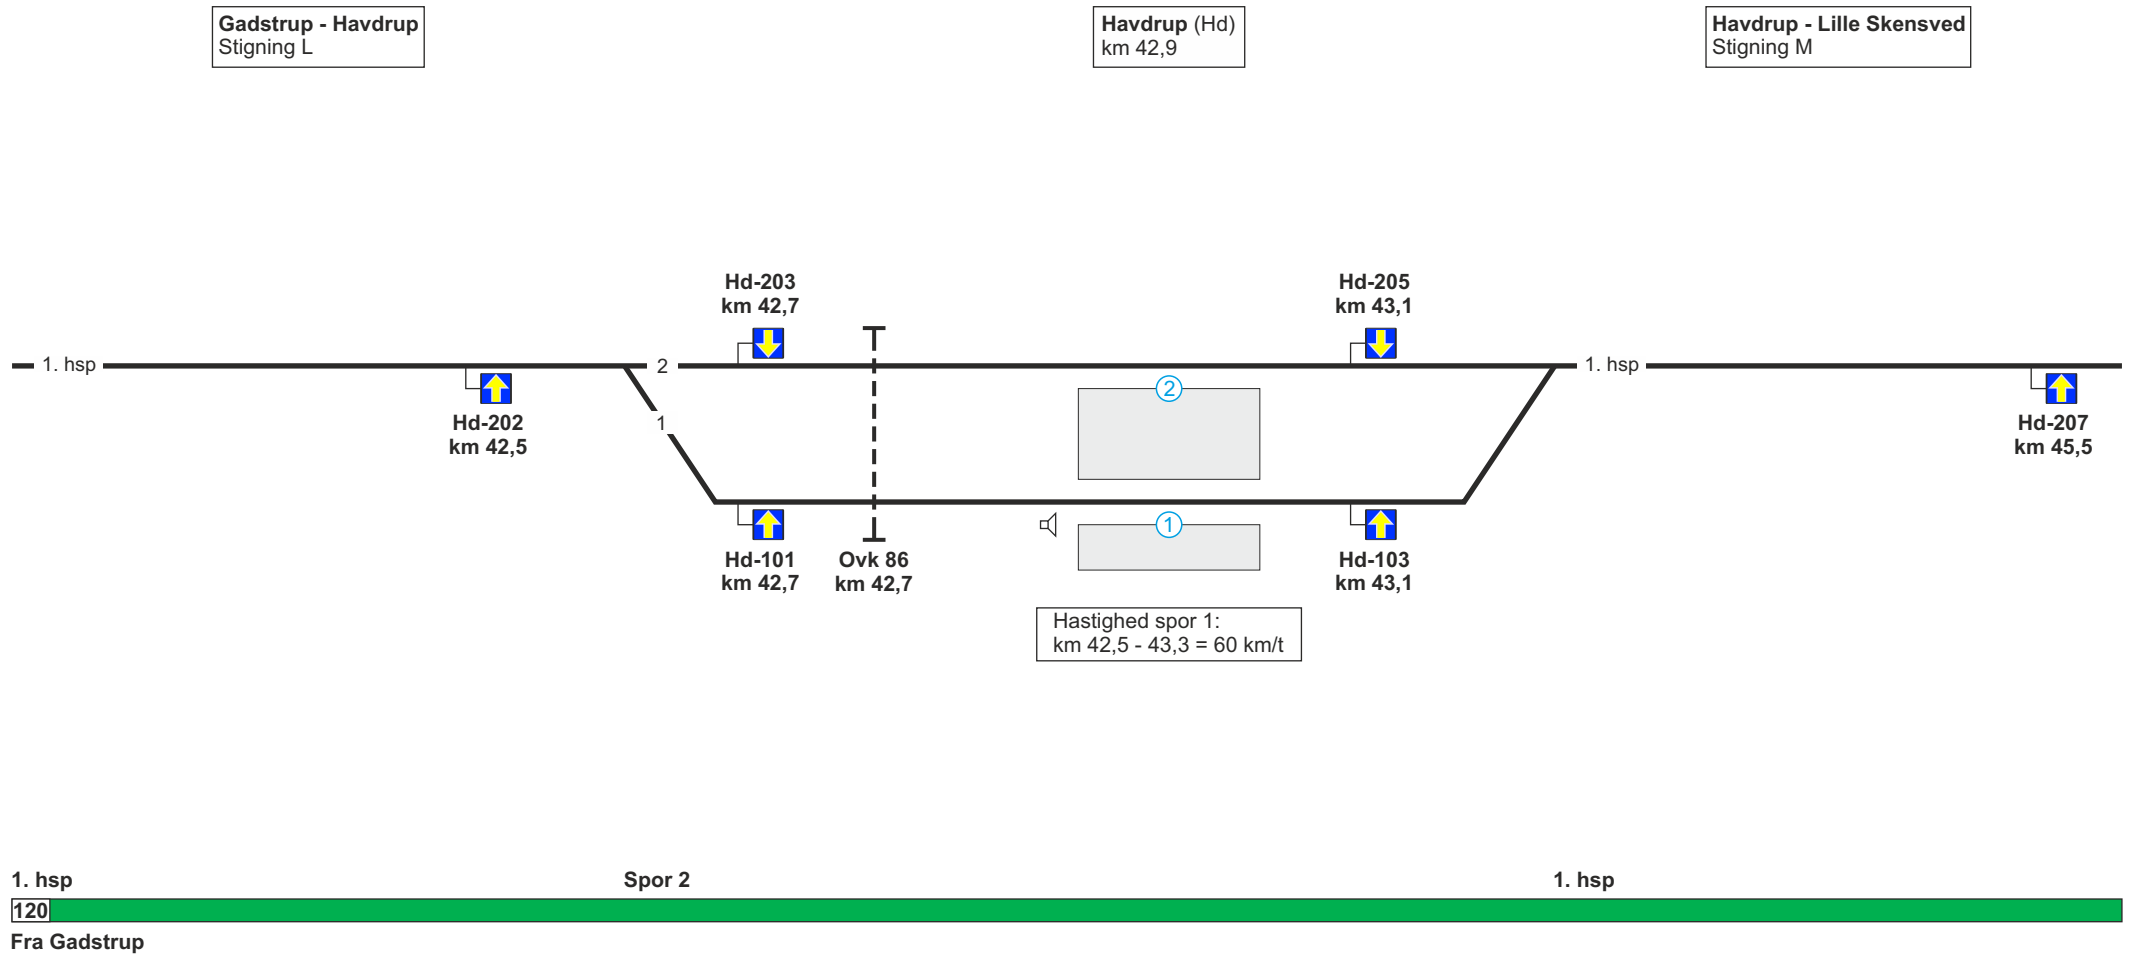 Gadstrup - Havdrup
Stigning L
Havdrup (Hd)
km 42,9
Havdrup - Lille Skensved
Stigning M
Hd-203
km 42,7
Hd-205
km 43,1
1. hsp
2
1. hsp
2
Hd-202
km 42,5
1
Hd-207
km 45,5
1
Hd-101
km 42,7
Ovk 86
km 42,7
Hd-103
km 43,1
Hastighed spor 1:
km 42,5 - 43,3 = 60 km/t
1. hsp
Spor 2
1. hsp
120
Fra Gadstrup